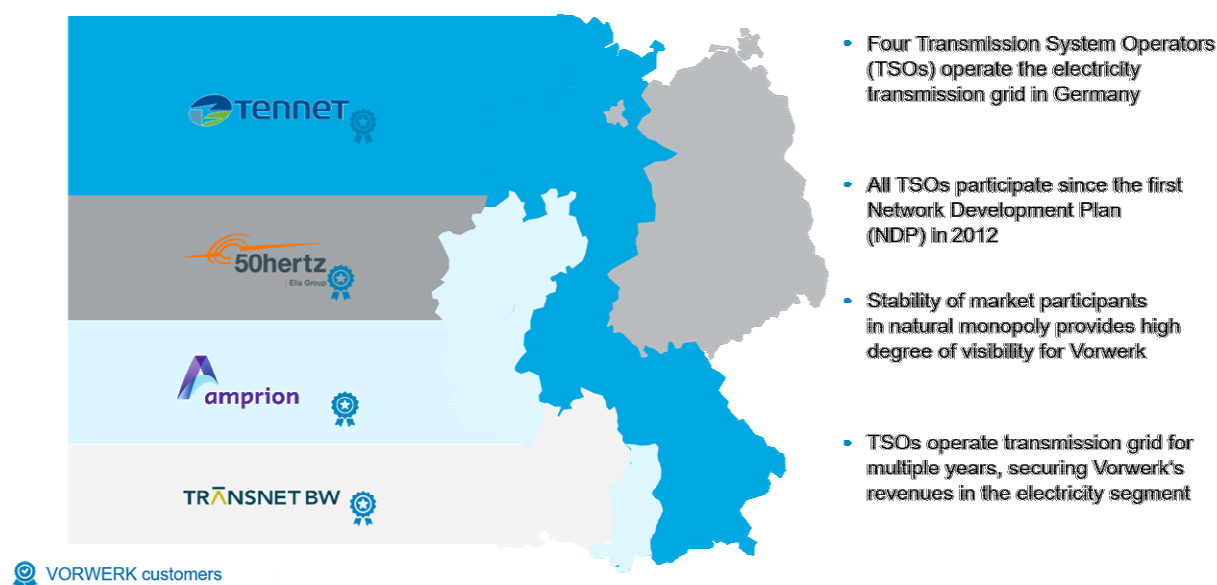 TenneT
50hertz
Elia Group
amprion
TRANSNET BW
VORWERK customers
• Four Transmission System Operators
(TSOs) operate the electricity
transmission grid in Germany
• All TSOs participate since the first
Network Development Plan
(NDP) in 2012
• Stability of market participants
in natural monopoly provides high
degree of visibility for Vorwerk
• TSOs operate transmission grid for
multiple years, securing Vorwerk's
revenues in the electricity segment